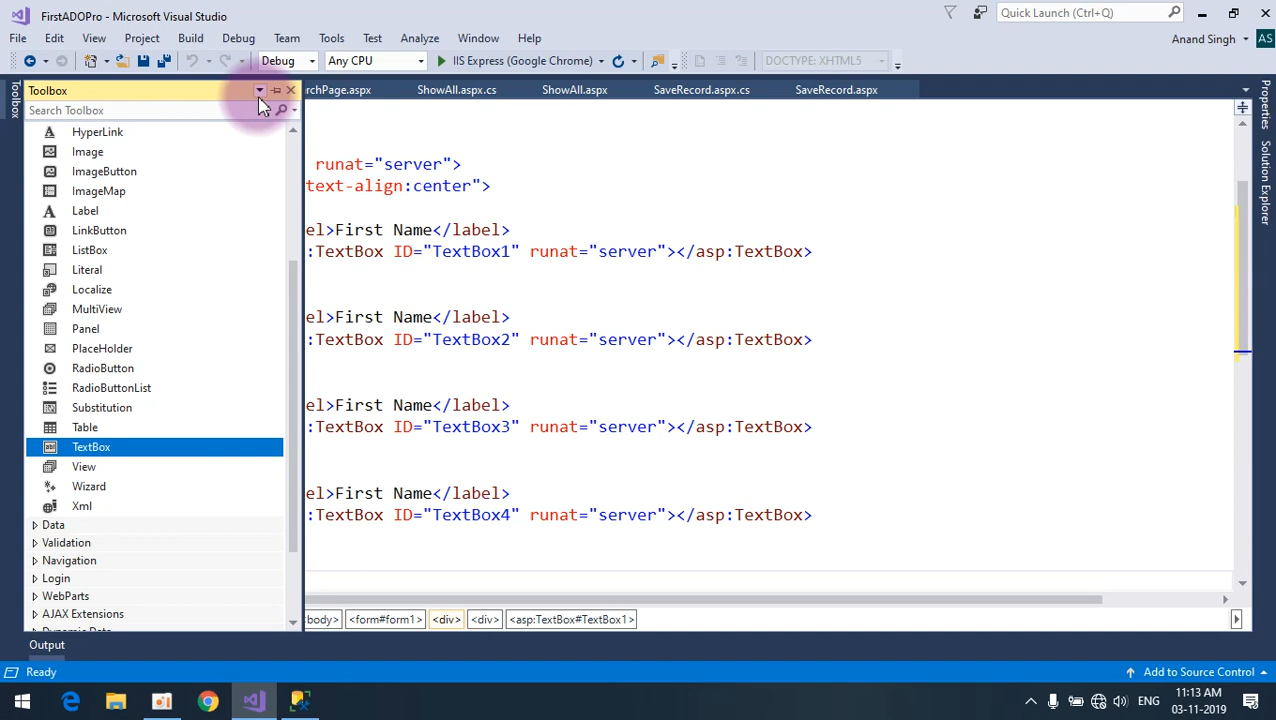 FirstADOPro - Microsoft Visual Studio
Quick Launch (Ctrl+Q)
File Edit View Project Build Debug Team Tools Test Analyze Window Help
Anand Singh AS
Debug Any CPU IIS Express (Google Chrome) DOCTYPE: XHTML5
Toolbox
Toolbox
rchPage.aspx ShowAll.aspx.cs ShowAll.aspx SaveRecord.aspx.cs SaveRecord.aspx
Search Toolbox
HyperLink
Image
ImageButton
ImageMap
Label
LinkButton
ListBox
Literal
Localize
MultiView
Panel
PlaceHolder
RadioButton
RadioButtonList
Substitution
Table
TextBox
View
Wizard
Xml
Data
Validation
Navigation
Login
WebParts
AJAX Extensions
runat="server">
text-align:center">
el>First Name</label>
:TextBox ID="TextBox1" runat="server"></asp:TextBox>
el>First Name</label>
:TextBox ID="TextBox2" runat="server"></asp:TextBox>
el>First Name</label>
:TextBox ID="TextBox3" runat="server"></asp:TextBox>
el>First Name</label>
:TextBox ID="TextBox4" runat="server"></asp:TextBox>
Properties
Solution Explorer
body> <form#form1> <div> <div> <asp:TextBox#TextBox1>
Output
Ready
Add to Source Control
ENG
11:13 AM
03-11-2019